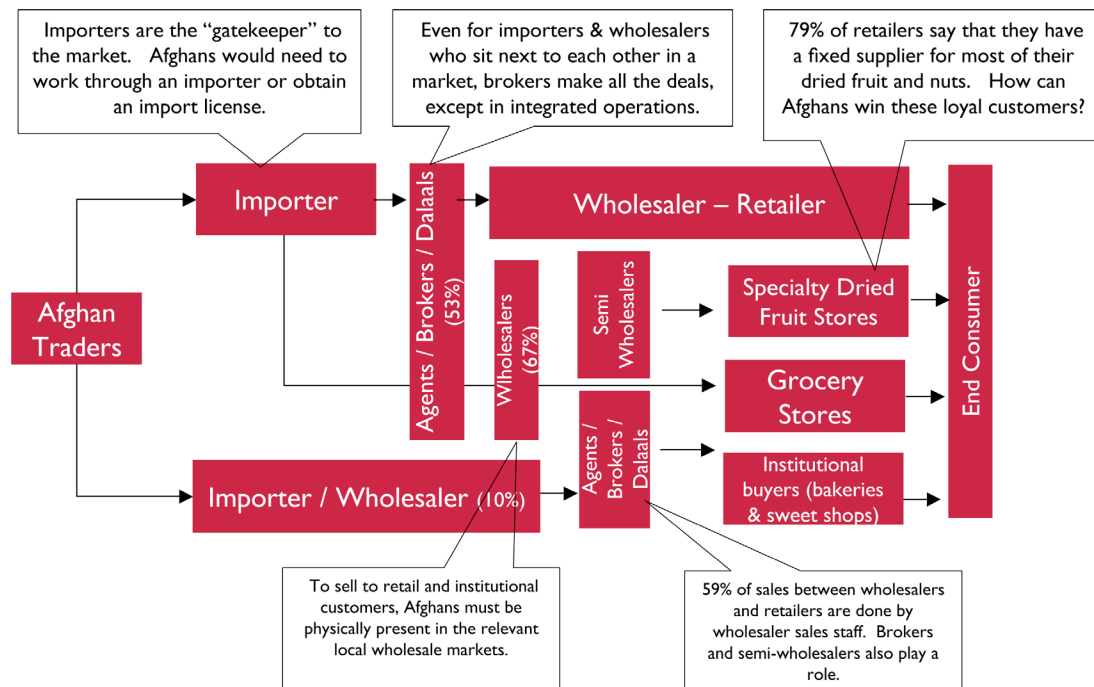 Importers are the “gatekeeper” to
the market.   Afghans would need to
work through an importer or obtain
an import license.
Even for importers & wholesalers
who sit next to each other in a
market, brokers make all the deals,
except in integrated operations.
79% of retailers say that they have
a fixed supplier for most of their
dried fruit and nuts.   How can
Afghans win these loyal customers?
Importer
Agents / Brokers / Dalaals
(53%)
Wholesaler – Retailer
Afghan
Traders
Wlholesalers
(67%)
Semi
Wholesalers
Specialty Dried
Fruit Stores
End Consumer
Grocery
Stores
Importer / Wholesaler (10%)
Agents /
Brokers /
Dalaals
Institutional
buyers (bakeries
& sweet shops)
To sell to retail and institutional
customers, Afghans must be
physically present in the relevant
local wholesale markets.
59% of sales between wholesalers
and retailers are done by
wholesaler sales staff.  Brokers
and semi-wholesalers also play a
role.